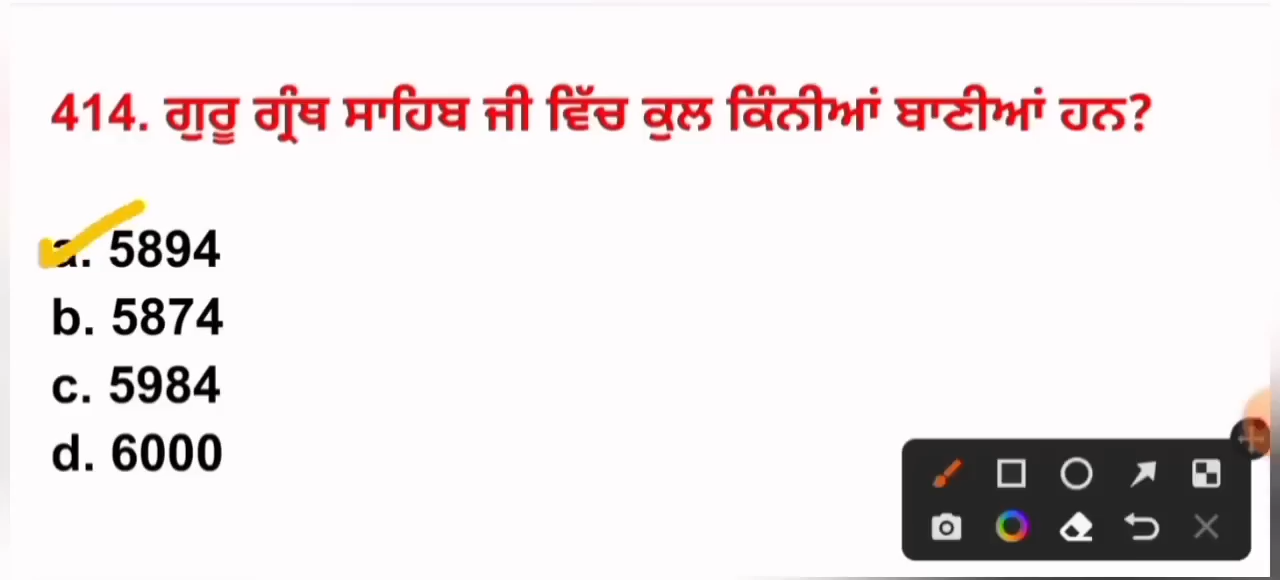 414. ਗੁਰੂ ਗ੍ਰੰਥ ਸਾਹਿਬ ਜੀ ਵਿੱਚ ਕੁਲ ਕਿੰਨੀਆਂ ਬਾਣੀਆਂ ਹਨ?
a. 5894
b. 5874
c. 5984
d. 6000